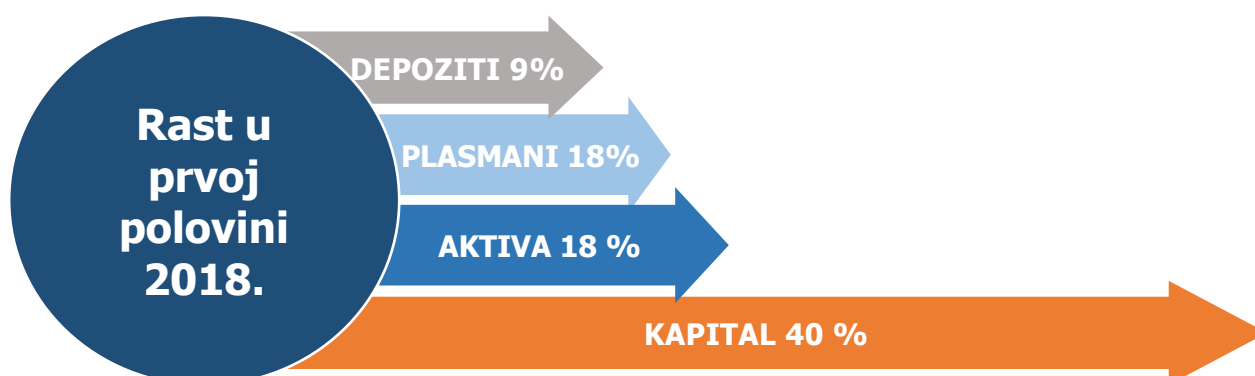 Rast u
prvoj
polovini
2018.
DEPOZITI 9%
PLASMANI 18%
AKTIVA 18 %
KAPITAL 40 %